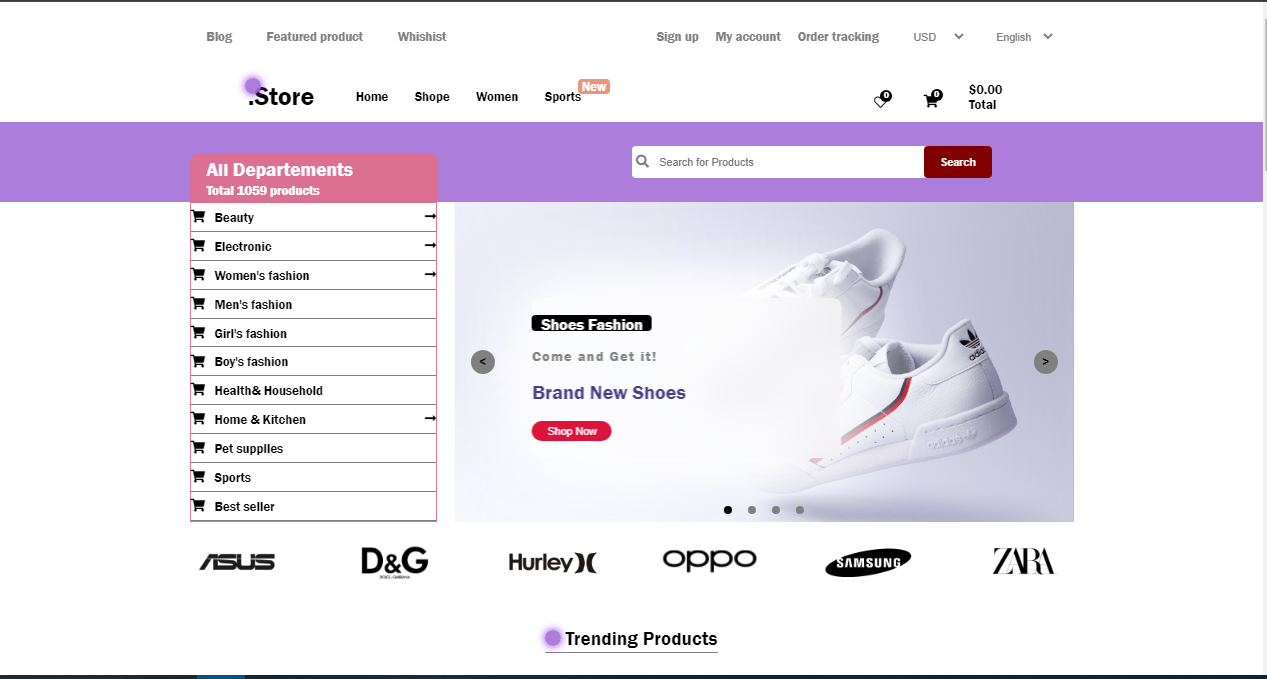 Blog Featured product Whishist Sign up My account Order tracking USD English
.Store Home Shope Women Sports New 0 0 $0.00
Total
All Departements
Total 1059 products
Search for Products Search
Beauty
Electronic
Women's fashion
Men's fashion
Girl's fashion
Boy's fashion
Health& Household
Home & Kitchen
Pet supplies
Sports
Best seller
Shoes Fashion
Come and Get it!
Brand New Shoes
Shop Now
< >
adidas
adidas
ASUS D&G Hurley oppo SAMSUNG ZARA
DOLCE & GABBANA
Trending Products